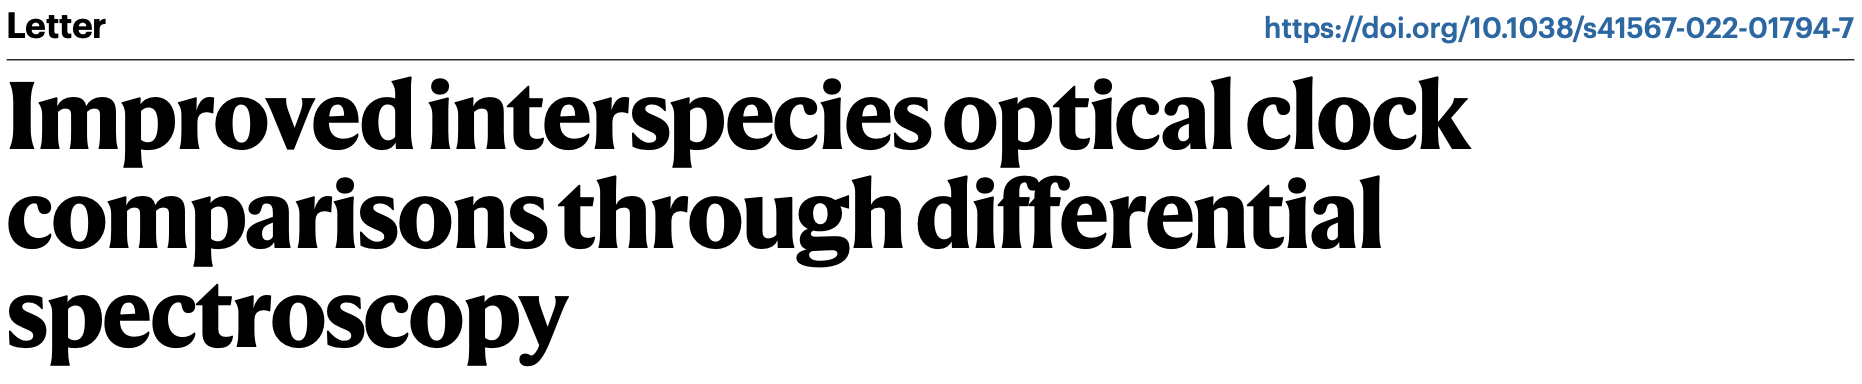 Letter
https://doi.org/10.1038/s41567-022-01794-7
Improved interspecies optical clock
comparisons through differential
spectroscopy